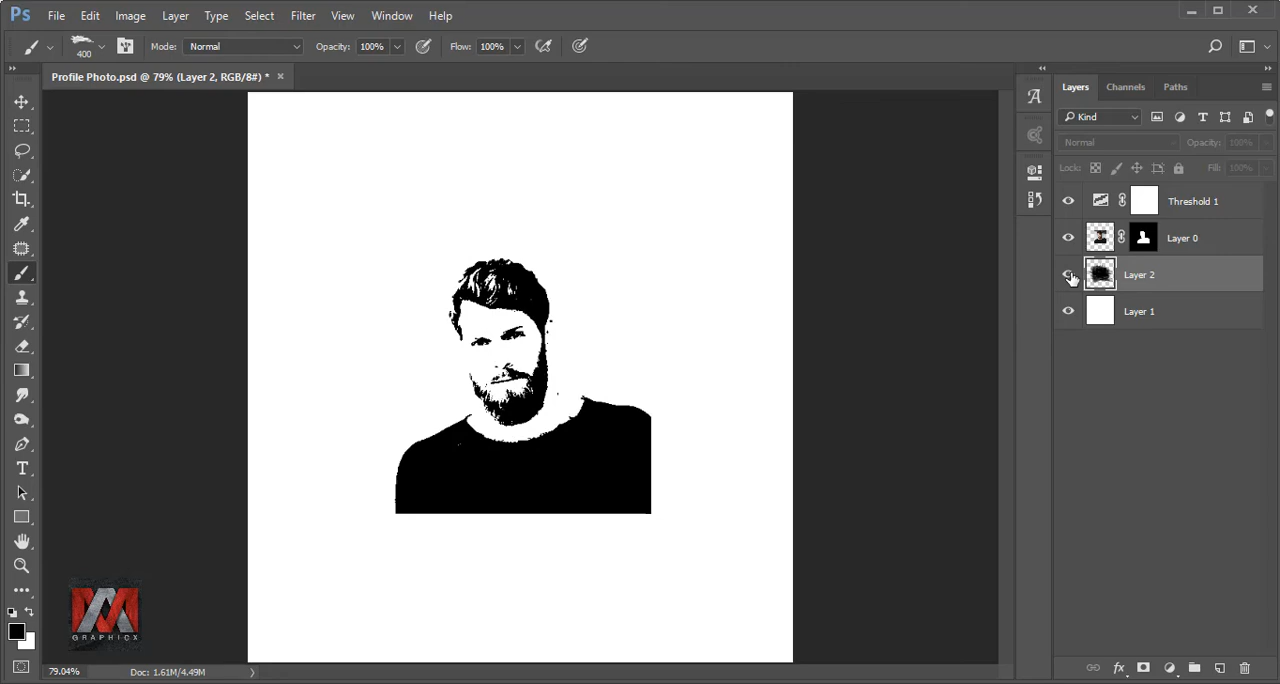 Ps File Edit Image Layer Type Select Filter View Window Help
400 Mode: Normal Opacity: 100% Flow: 100%
Profile Photo.psd @ 79% (Layer 2, RGB/8#) *
Layers Channels Paths
Kind
Normal Opacity: 100%
Lock: Fill: 100%
Threshold 1
Layer 0
Layer 2
Layer 1
GRAPHICX
79.04% Doc: 1.61M/4.49M